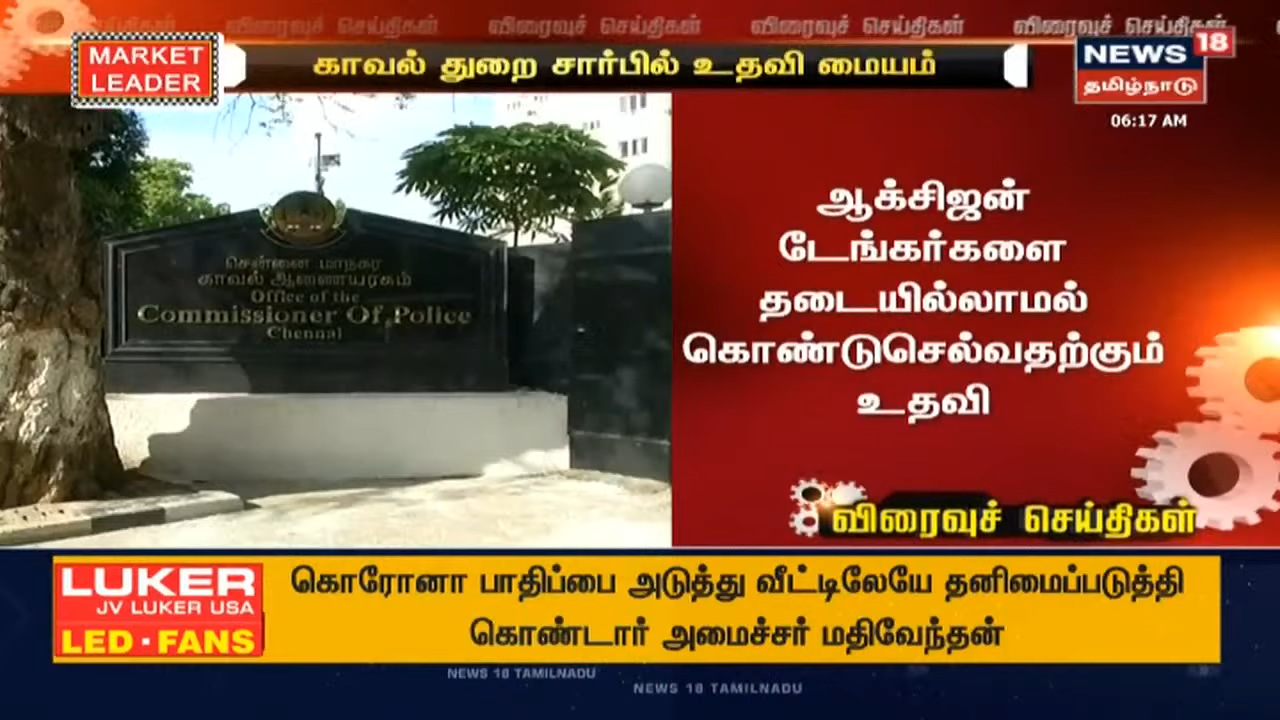 விரைவுச் செய்திகள் விரைவுச் செய்திகள் விரைவுச் செய்திகள் விரைவுச் செய்திகள்
MARKET
LEADER
காவல் துறை சார்பில் உதவி மையம்
NEWS 18
தமிழ்நாடு
06:17 AM
சென்னை மாநகர
காவல் ஆணையரகம்
Office of the
Commissioner Of Police
Chennai
ஆக்சிஜன்
டேங்கர்களை
தடையில்லாமல்
கொண்டுசெல்வதற்கும்
உதவி
விரைவுச் செய்திகள்
LUKER
JV LUKER USA
LED · FANS
கொரோனா பாதிப்பை அடுத்து வீட்டிலேயே தனிமைப்படுத்தி
கொண்டார் அமைச்சர் மதிவேந்தன்
NEWS 18 TAMILNADU
NEWS 18 TAMILNADU